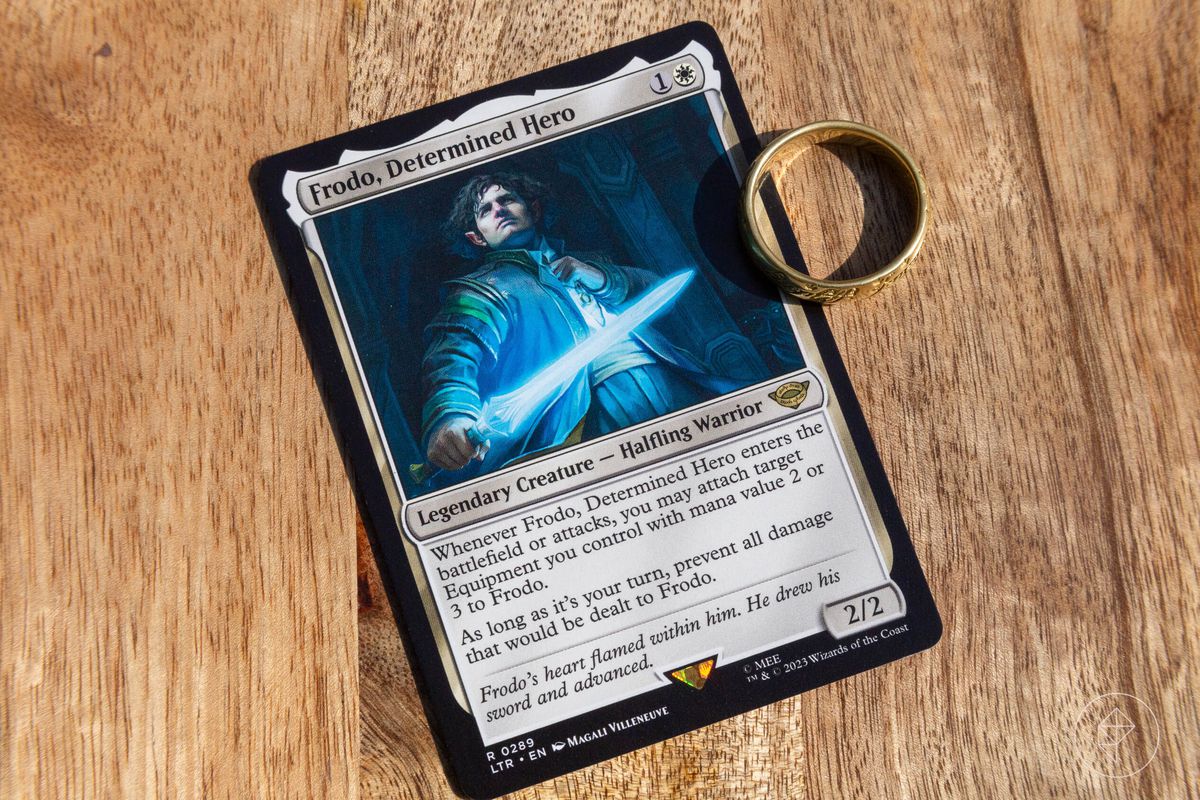 Frodo, Determined Hero 1
Legendary Creature — Halfling Warrior
Whenever Frodo, Determined Hero enters the
battlefield or attacks, you may attach target
Equipment you control with mana value 2 or
3 to Frodo.
As long as it's your turn, prevent all damage
that would be dealt to Frodo.
Frodo's heart flamed within him. He drew his
sword and advanced.
2/2
R 0289
LTR • EN Magali Villeneuve
© MEE
™ & © 2023 Wizards of the Coast